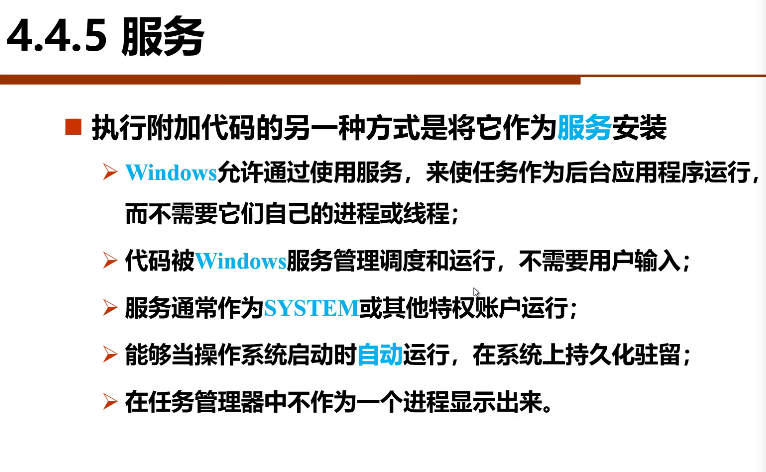 4.4.5 服务
执行附加代码的另一种方式是将它作为服务安装
Windows允许通过使用服务，来使任务作为后台应用程序运行，
而不需要它们自己的进程或线程；
代码被Windows服务管理调度和运行，不需要用户输入；
服务通常作为SYSTEM或其他特权账户运行；
能够当操作系统启动时自动运行，在系统上持久化驻留；
在任务管理器中不作为一个进程显示出来。